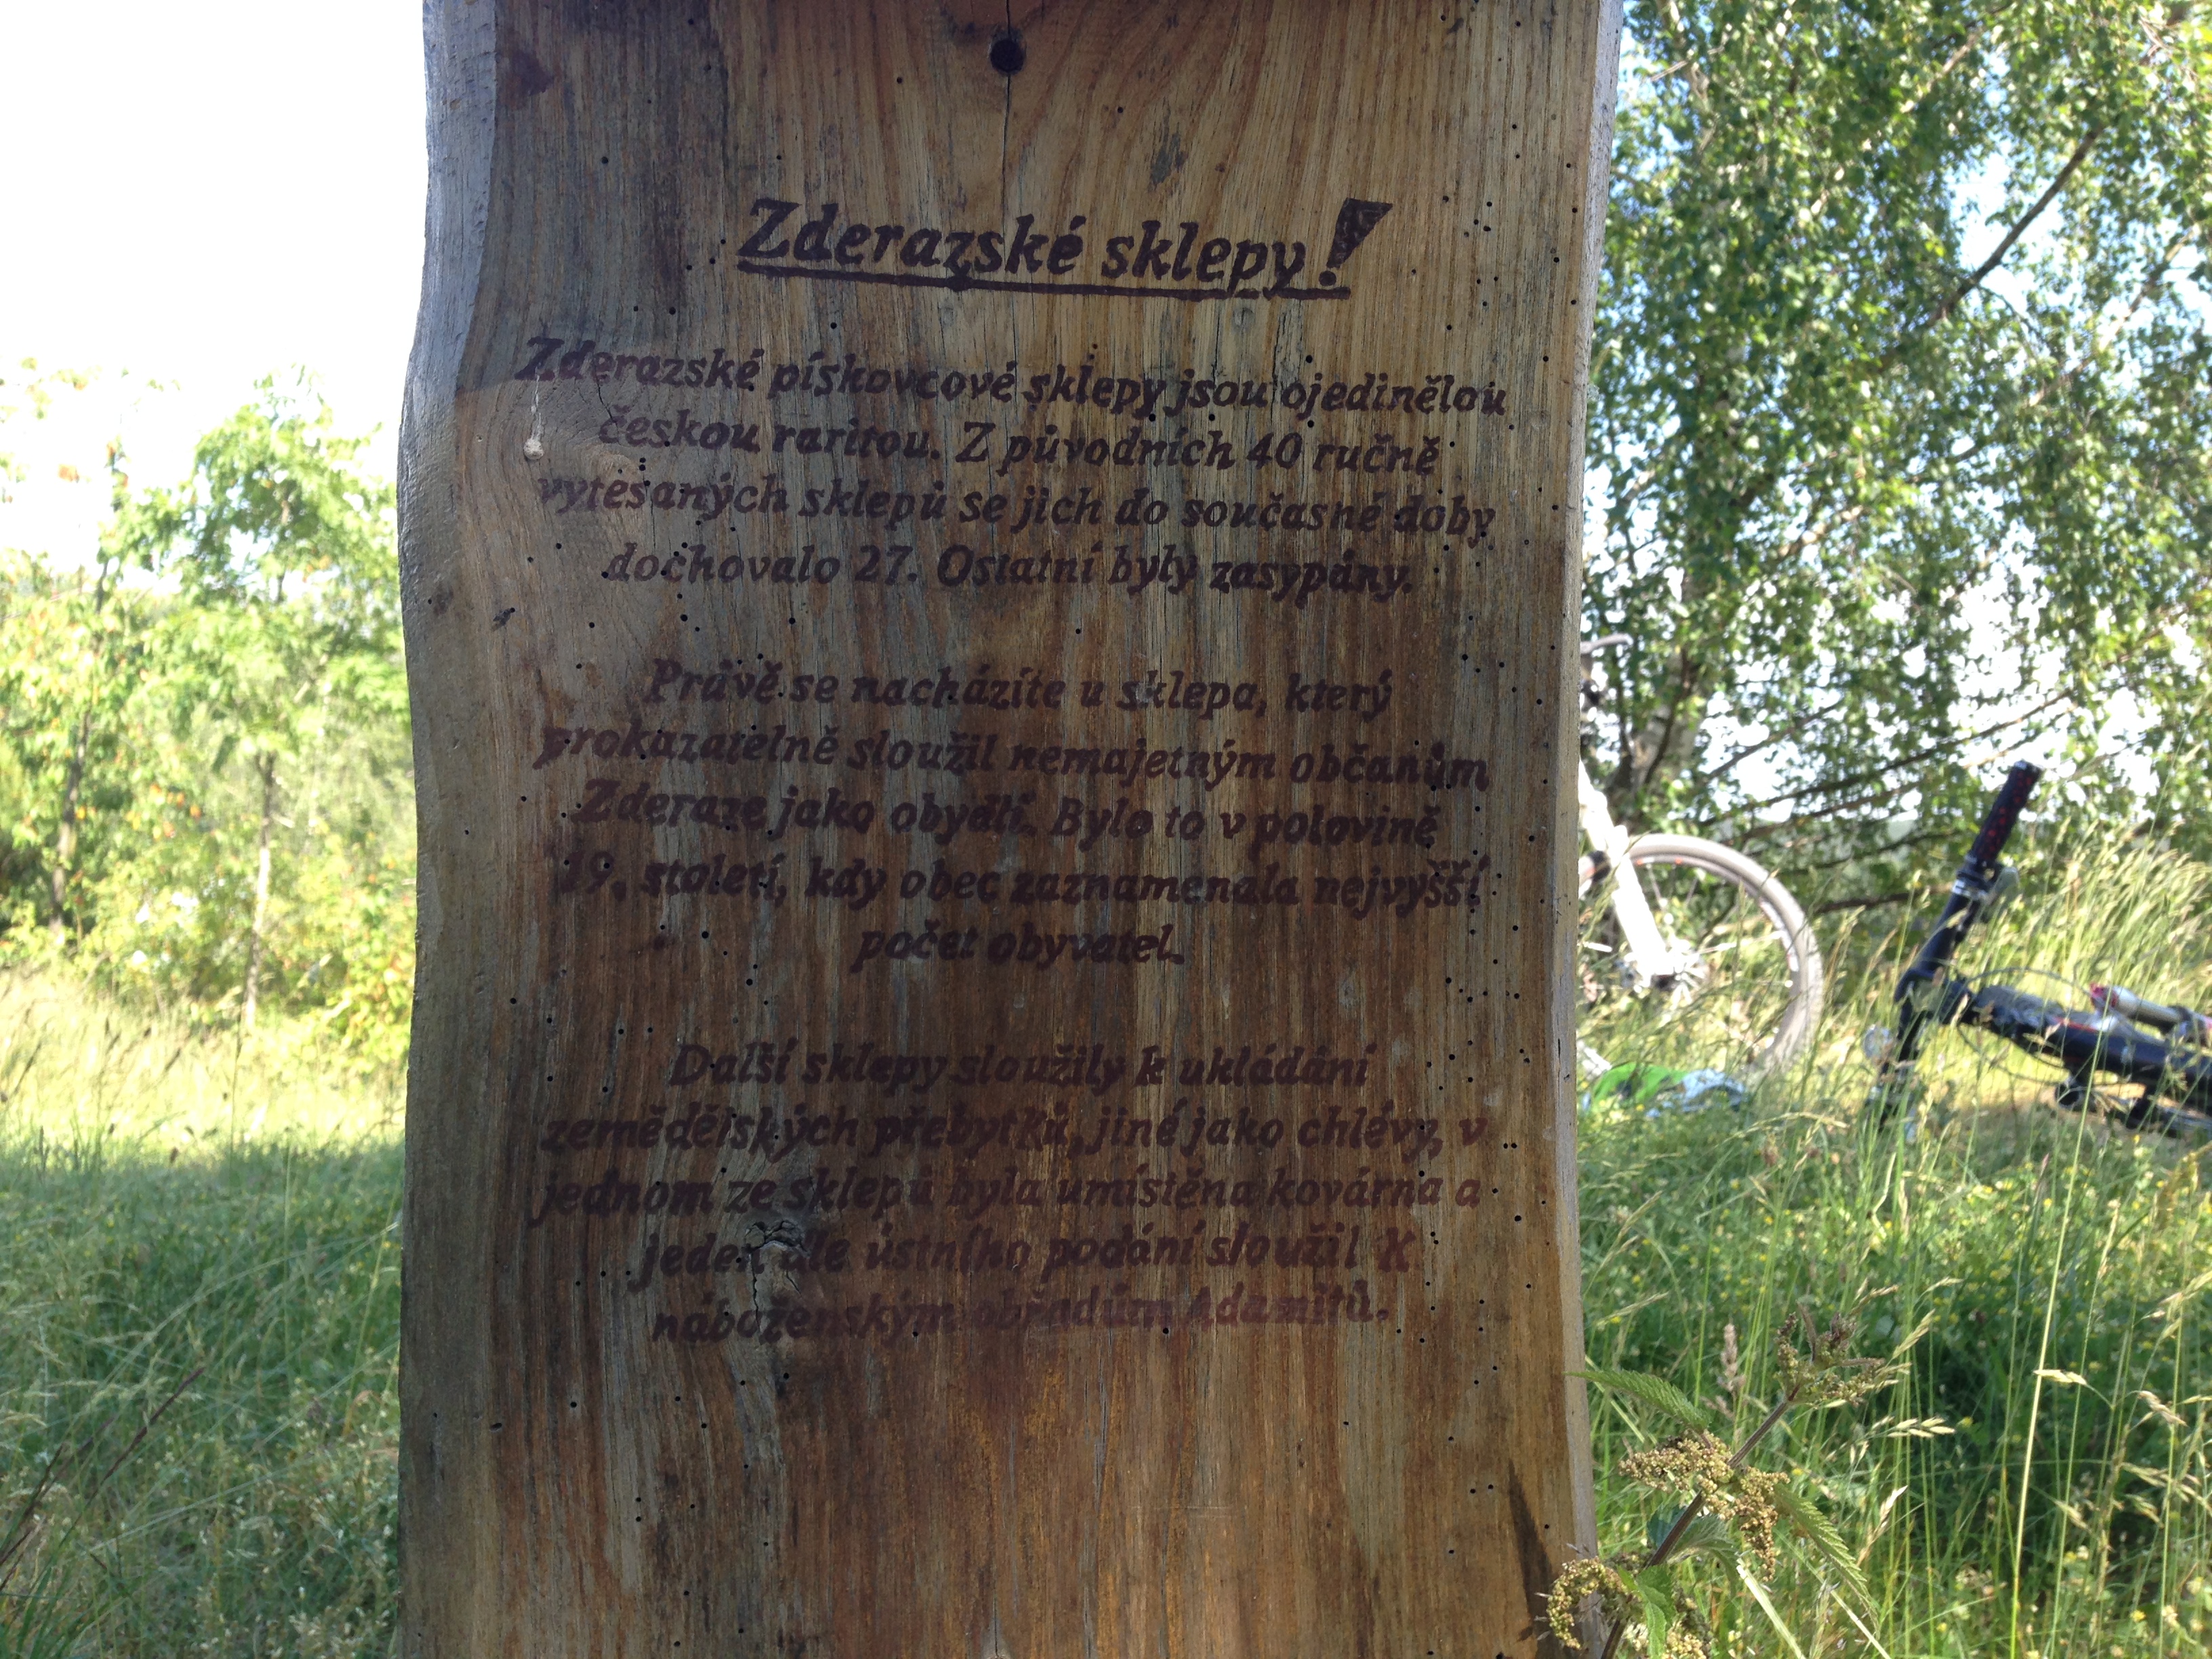 Zderazské sklepy!
Zderazské pískovcové sklepy jsou ojedinělou
českou raritou. Z původních 40 ručně
vytesaných sklepů se jich do současné doby
dochovalo 27. Ostatní byly zasypány.
Právě se nacházíte u sklepa, který
prokazatelně sloužil nemajetným občanům
Zderaze jako obydlí. Bylo to v polovině
19. století, kdy obec zaznamenala nejvyšší
počet obyvatel.
Další sklepy sloužily k ukládání
zemědělských přebytků, jiné jako chlévy, v
jednom ze sklepů byla umístěna kovárna a
jeden dle ústního podání sloužil k
náboženským obřadům Adamitů.